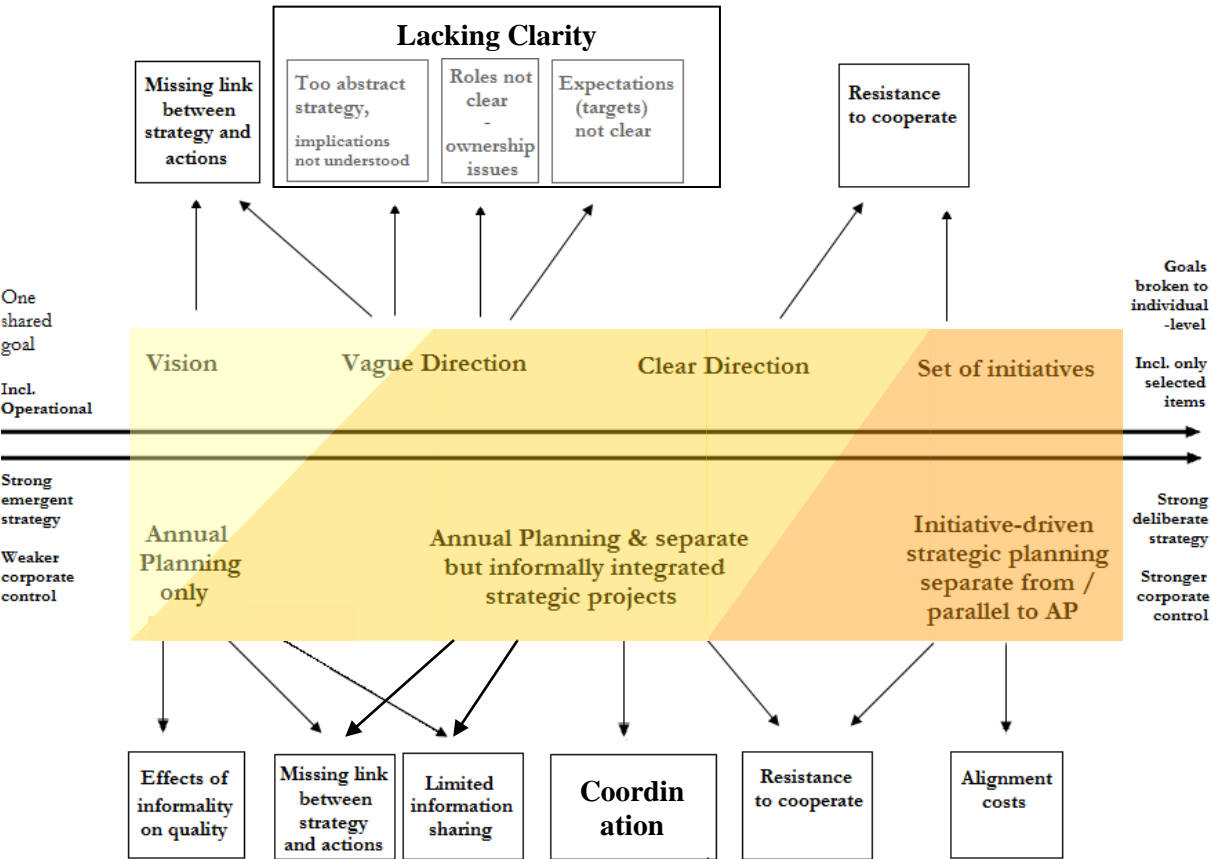 Lacking Clarity
Missing link
between
strategy and
actions
Too abstract
strategy,
implications
not understood
Roles not
clear
-
ownership
issues
Expectations
(targets)
not clear
Resistance
to cooperate
One
shared
goal
Incl.
Operational
Goals
broken to
individual
-level
Incl. only
selected
items
Vision
Vague Direction
Clear Direction
Set of initiatives
Strong
emergent
strategy
Weaker
corporate
control
Annual
Planning
only
Annual Planning & separate
but informally integrated
strategic projects
Initiative-driven
strategic planning
separate from /
parallel to AP
Strong
deliberate
strategy
Stronger
corporate
control
Effects of
informality
on quality
Missing link
between
strategy
and actions
Limited
information
sharing
Coordin
ation
Resistance
to cooperate
Alignment
costs